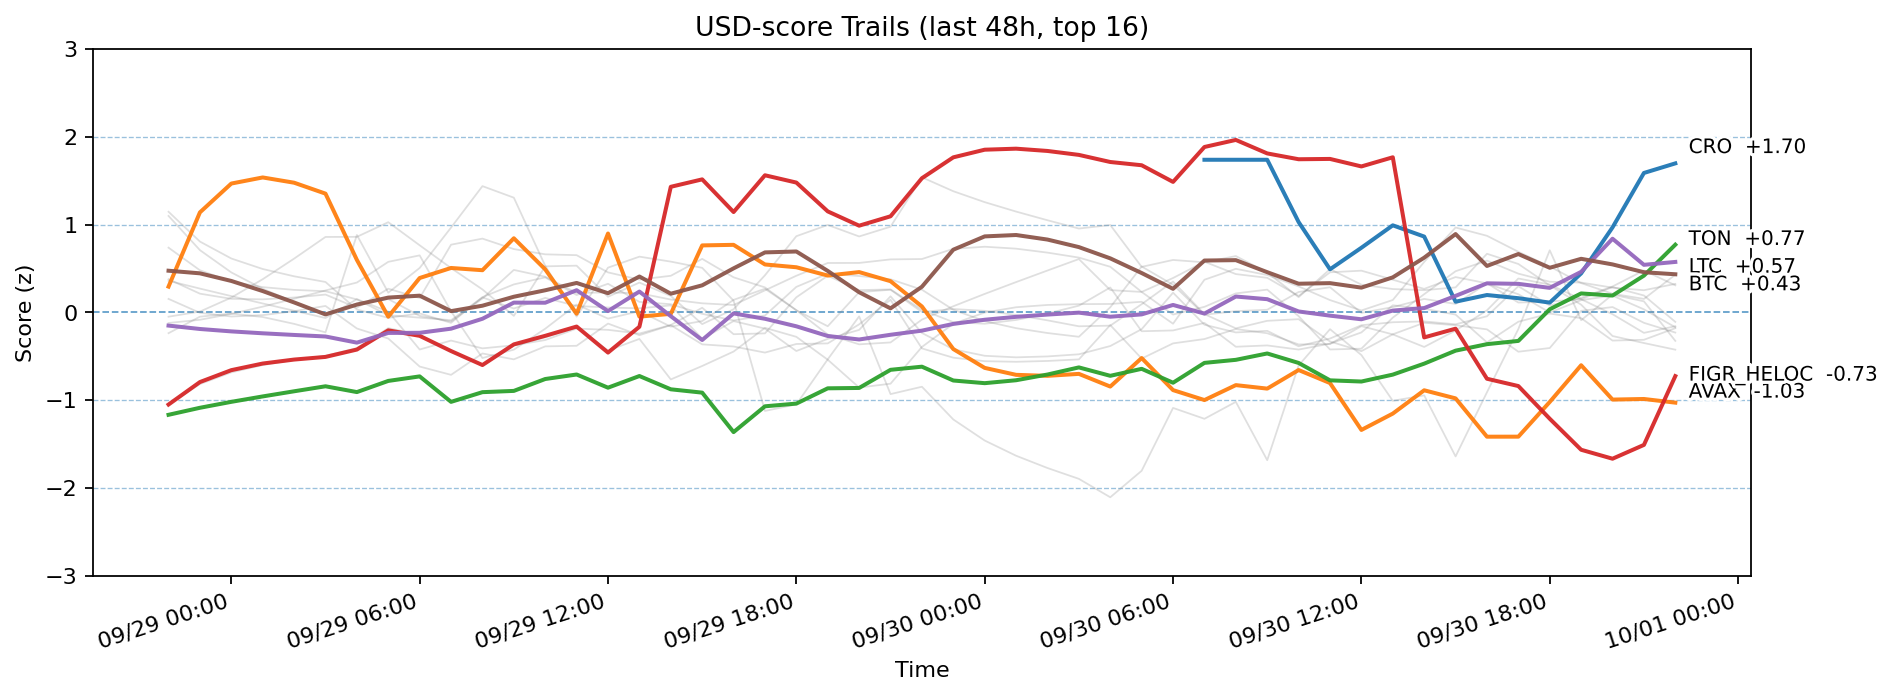 USD-score Trails (last 48h, top 16)
3
2
1
0
−1
−2
−3
Score (z)
CRO +1.70
TON +0.77
LTC +0.57
BTC +0.43
FIGR_HELOC -0.73
AVAX -1.03
09/29 00:00
09/29 06:00
09/29 12:00
09/29 18:00
09/30 00:00
09/30 06:00
09/30 12:00
09/30 18:00
10/01 00:00
Time